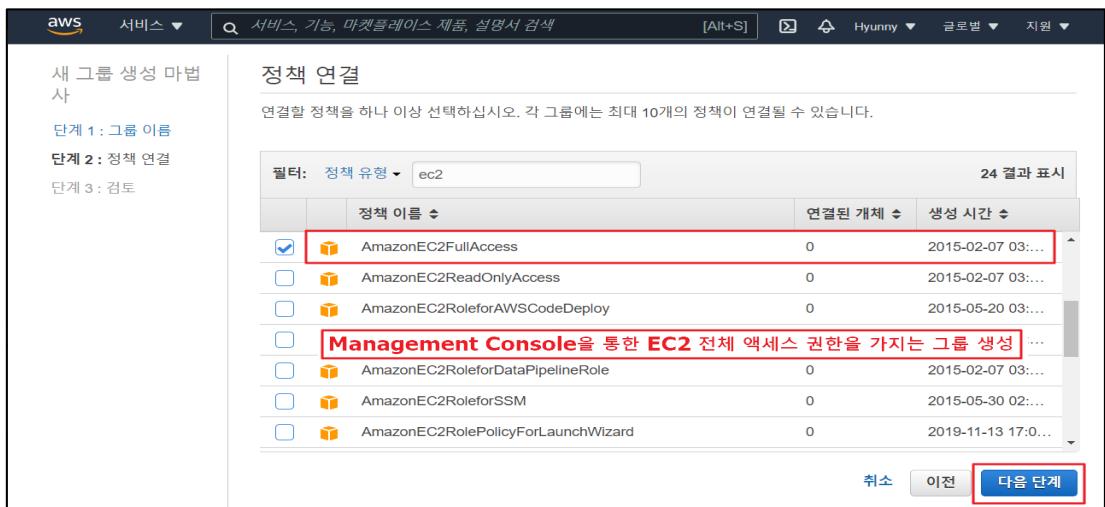 aws 서비스 ▼ 서비스, 기능, 마켓플레이스 제품, 설명서 검색 [Alt+S] Hyunny ▼ 글로벌 ▼ 지원 ▼
새 그룹 생성 마법
사
단계 1 : 그룹 이름
단계 2 : 정책 연결
단계 3 : 검토
정책 연결
연결할 정책을 하나 이상 선택하십시오. 각 그룹에는 최대 10개의 정책이 연결될 수 있습니다.
필터: 정책 유형 ec2 24 결과 표시
정책 이름 연결된 개체 생성 시간
AmazonEC2FullAccess 0 2015-02-07 03:...
AmazonEC2ReadOnlyAccess 0 2015-02-07 03:...
AmazonEC2RoleforAWSCodeDeploy 0 2015-05-20 03:...
Management Console을 통한 EC2 전체 액세스 권한을 가지는 그룹 생성
AmazonEC2RoleforDataPipelineRole 0 2015-02-07 03:...
AmazonEC2RoleforSSM 0 2015-05-30 02:...
AmazonEC2RolePolicyForLaunchWizard 0 2019-11-13 17:0...
취소 이전 다음 단계